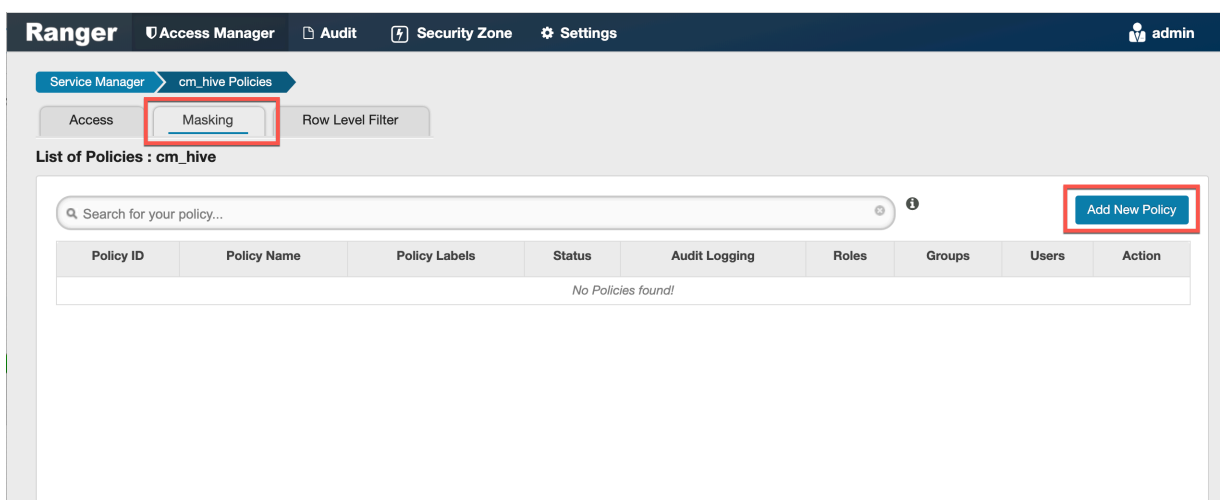 Ranger Access Manager Audit Security Zone Settings admin
Service Manager cm_hive Policies
Access Masking Row Level Filter
List of Policies : cm_hive
Search for your policy... Add New Policy
Policy ID Policy Name Policy Labels Status Audit Logging Roles Groups Users Action
No Policies found!